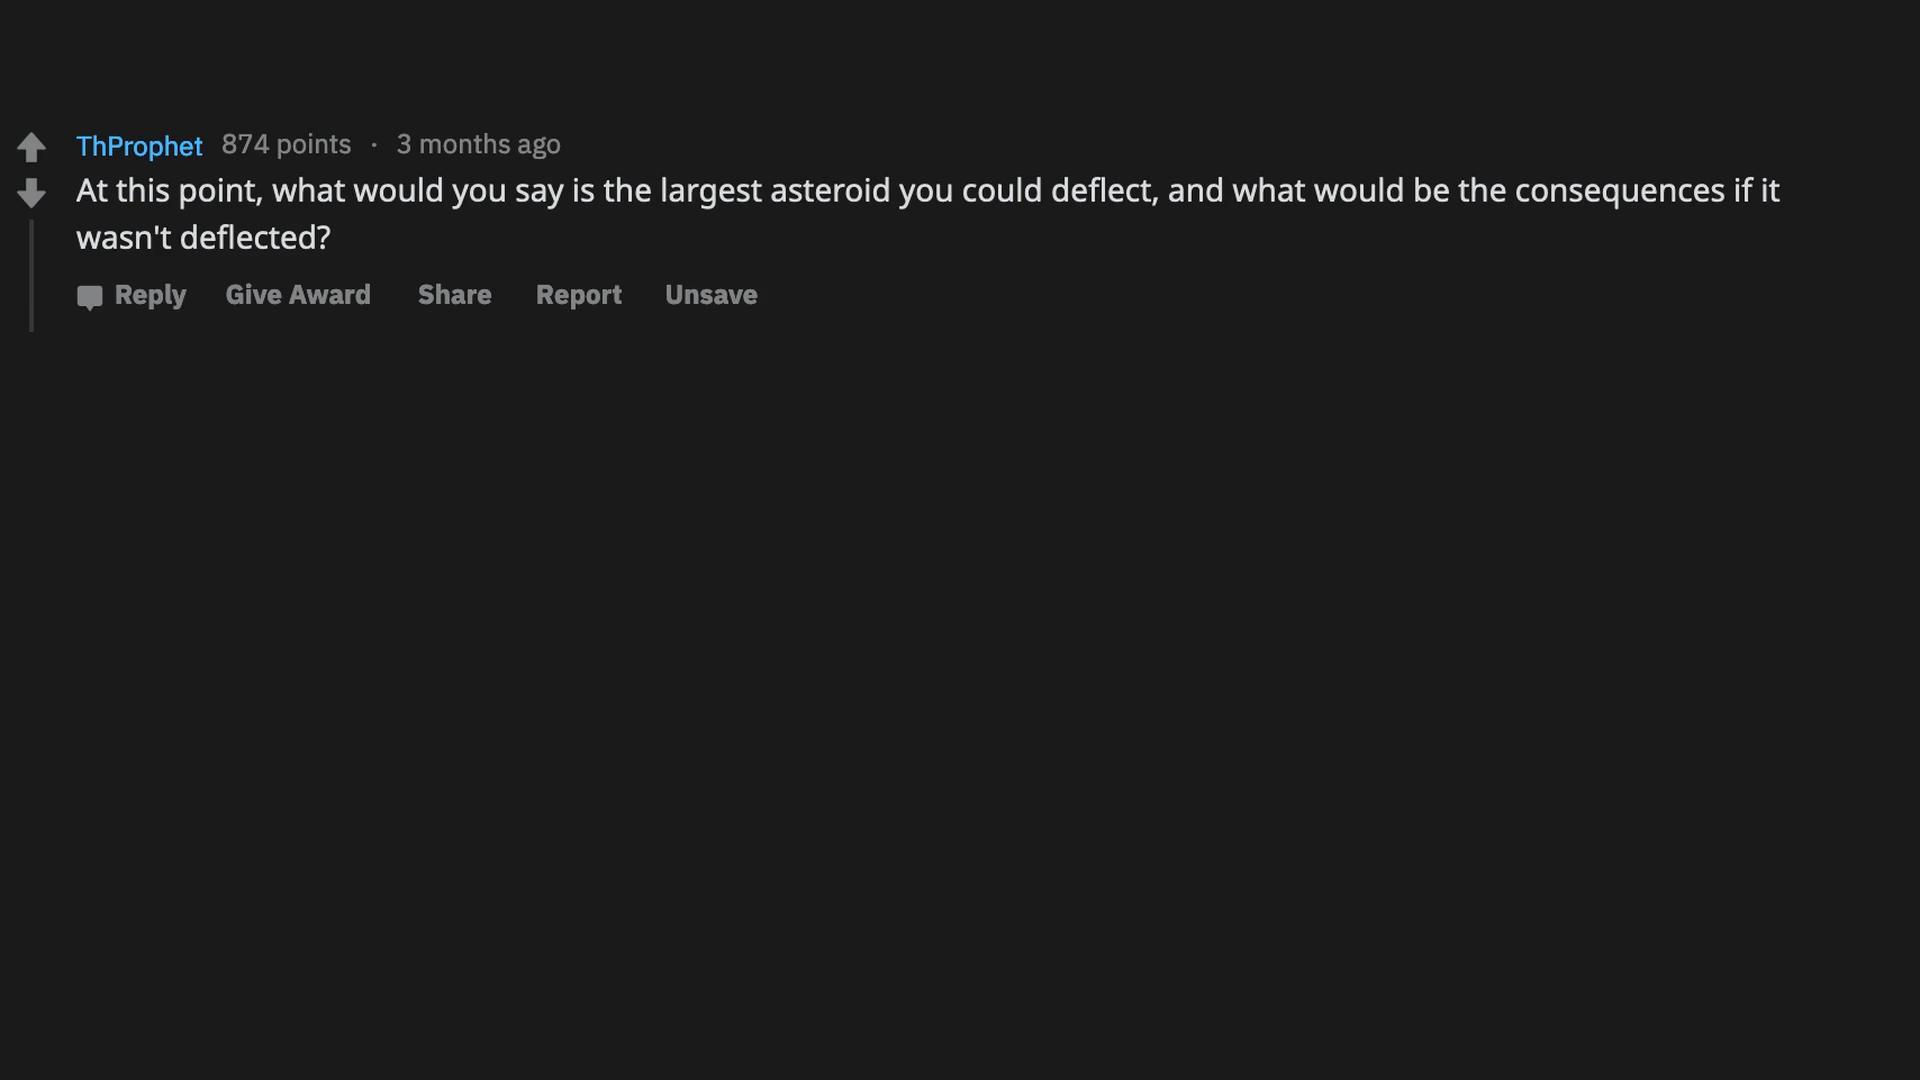 ThProphet 874 points · 3 months ago
At this point, what would you say is the largest asteroid you could deflect, and what would be the consequences if it
wasn't deflected?
Reply Give Award Share Report Unsave